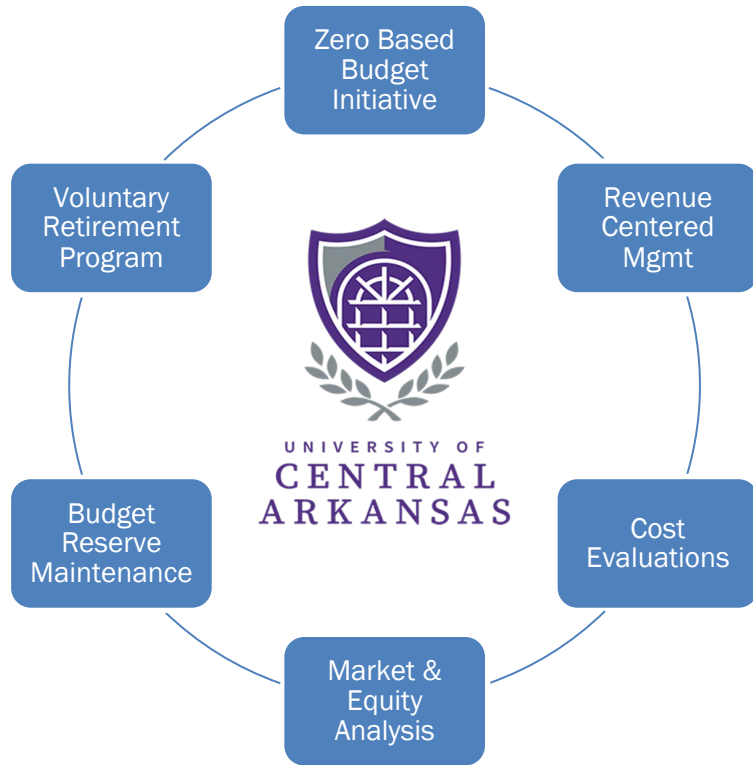 Zero Based
Budget
Initiative
Voluntary
Retirement
Program
Revenue
Centered
Mgmt
UNIVERSITY OF
CENTRAL
ARKANSAS
Budget
Reserve
Maintenance
Cost
Evaluations
Market &
Equity
Analysis